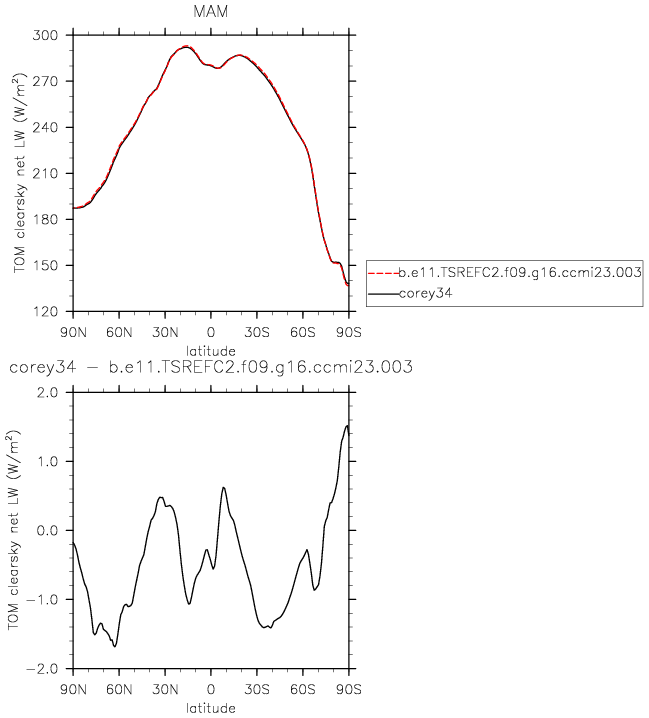 MAM
TOM clearsky net LW (W/m²)
300
270
240
210
180
150
120
90N 60N 30N 0 30S 60S 90S
latitude
b.e11.TSREFC2.f09.g16.ccmi23.003
corey34
corey34 − b.e11.TSREFC2.f09.g16.ccmi23.003
TOM clearsky net LW (W/m²)
2.0
1.0
0.0
−1.0
−2.0
90N 60N 30N 0 30S 60S 90S
latitude